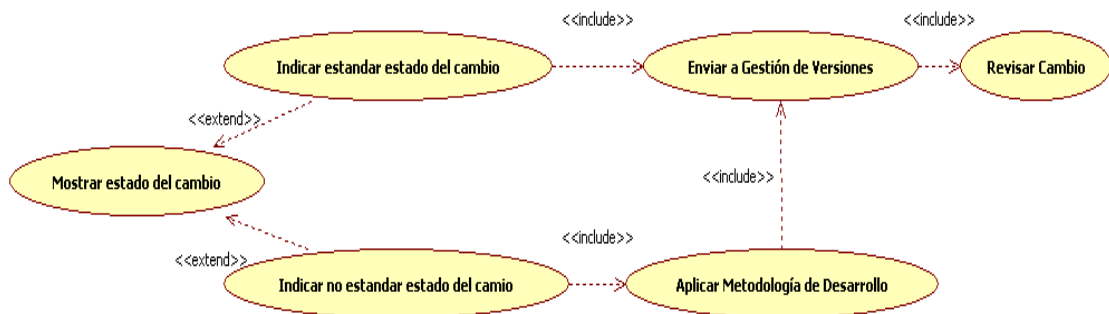 <<include>>
<<include>>
Indicar estandar estado del cambio
Enviar a Gestión de Versiones
Revisar Cambio
<<extend>>
Mostrar estado del cambio
<<include>>
<<include>>
<<extend>>
Indicar no estandar estado del camio
Aplicar Metodología de Desarrollo